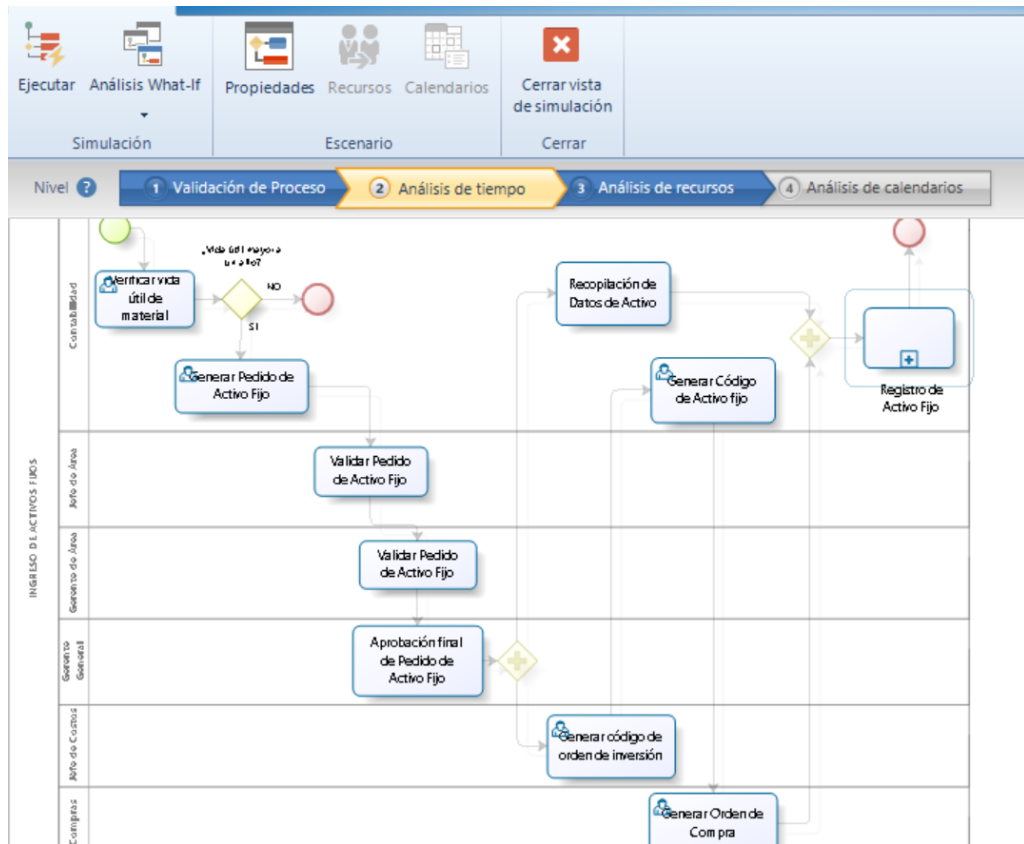 Ejecutar
Análisis What-If
Propiedades
Recursos
Calendarios
Cerrar vista
de simulación
Simulación
Escenario
Cerrar
Nivel ?
1 Validación de Proceso
2 Análisis de tiempo
3 Análisis de recursos
4 Análisis de calendarios
INGRESO DE ACTIVOS FIJOS
Contabilidad
Verificar vida
útil de
material
NO
SI
Generar Pedido de
Activo Fijo
Recopilación de
Datos de Activo
Generar Código
de Activo fijo
Registro de
Activo Fijo
Jefe de Área
Validar Pedido
de Activo Fijo
Gerente de Área
Validar Pedido
de Activo Fijo
Gerente
General
Aprobación final
de Pedido de
Activo Fijo
Jefe de Costos
Generar código de
orden de inversión
Compras
Generar Orden de
Compra